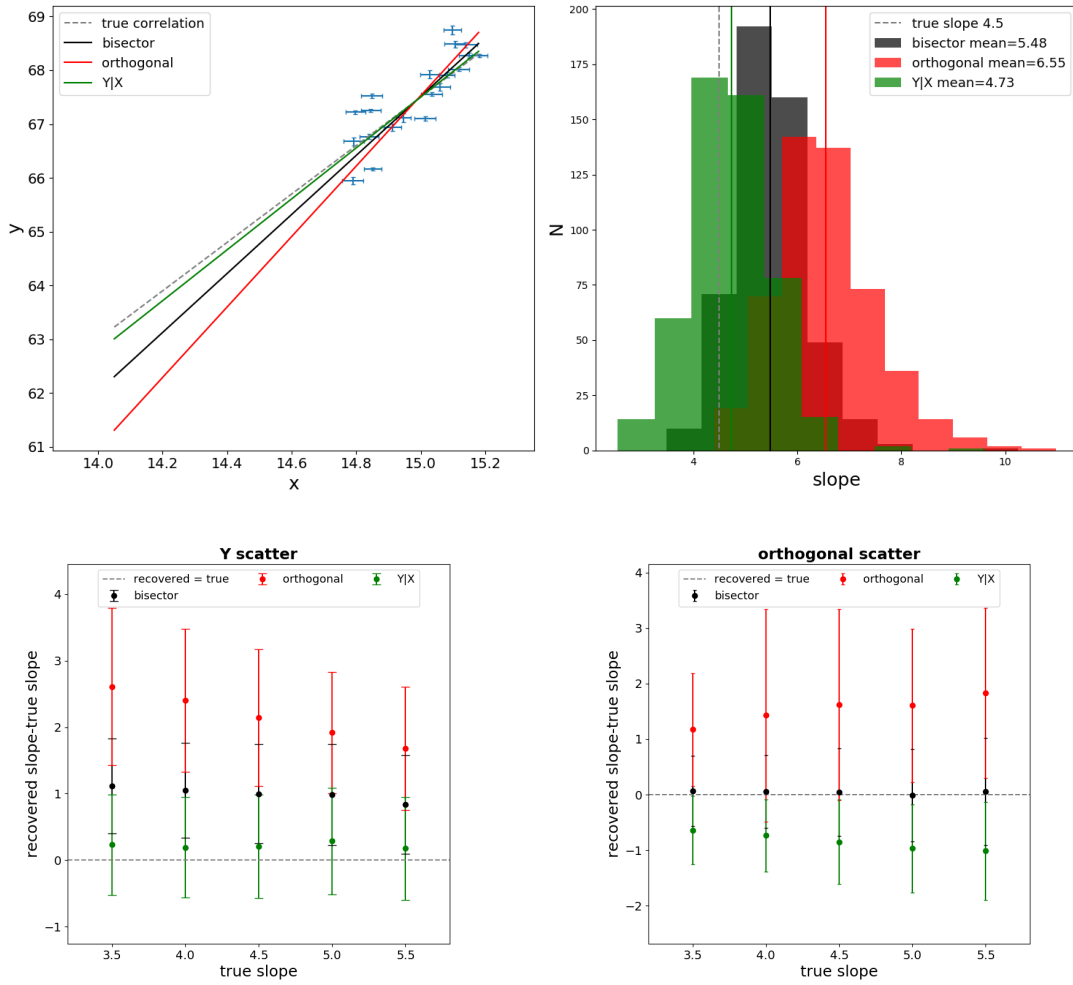 69
68
67
66
65
64
63
62
61
y
true correlation
bisector
orthogonal
Y|X
14.0
14.2
14.4
14.6
14.8
15.0
15.2
x
200
175
150
125
100
75
50
25
0
N
true slope 4.5
bisector mean=5.48
orthogonal mean=6.55
Y|X mean=4.73
4
6
8
10
slope
Y scatter
recovered = true
bisector
orthogonal
Y|X
4
3
2
1
0
−1
recovered slope-true slope
3.5
4.0
4.5
5.0
5.5
true slope
orthogonal scatter
recovered = true
bisector
orthogonal
Y|X
4
3
2
1
0
−1
−2
recovered slope-true slope
3.5
4.0
4.5
5.0
5.5
true slope